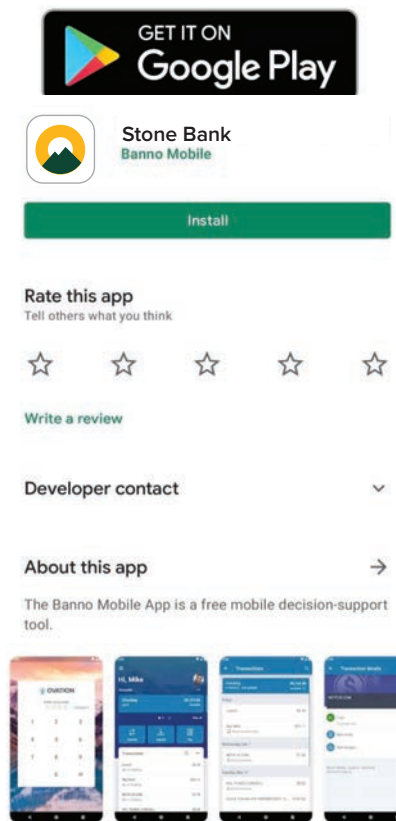 GET IT ON
Google Play
Stone Bank
Banno Mobile
Install
Rate this app
Tell others what you think
Write a review
Developer contact
About this app
The Banno Mobile App is a free mobile decision-support
tool.
OVATION
Hi, Mike
Transactions
Transaction details